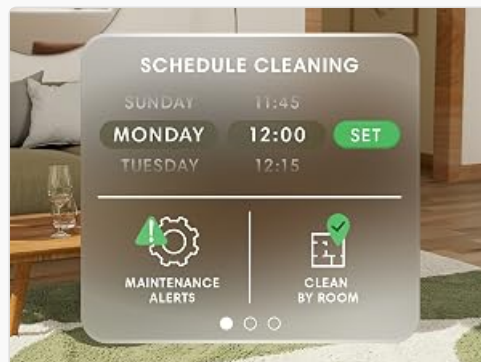 SCHEDULE CLEANING
SUNDAY 11:45
MONDAY 12:00 SET
TUESDAY 12:15
MAINTENANCE
ALERTS
CLEAN
BY ROOM